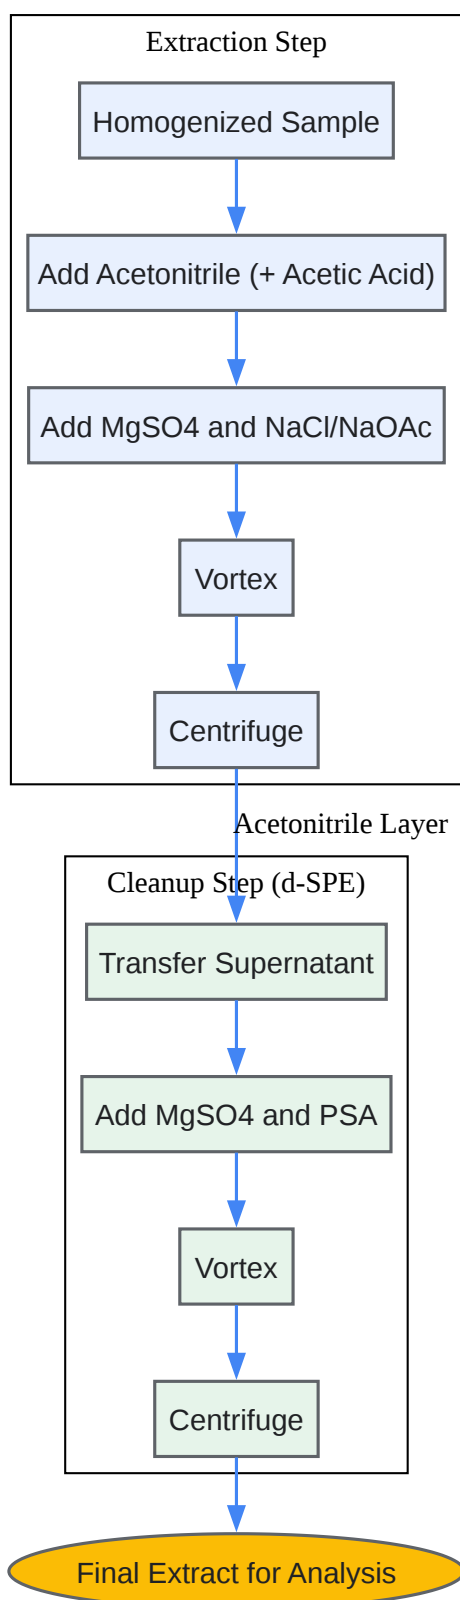 Extraction Step
Homogenized Sample
Add Acetonitrile (+ Acetic Acid)
Add MgSO4 and NaCl/NaOAc
Vortex
Centrifuge
Acetonitrile Layer
Cleanup Step (d-SPE)
Transfer Supernatant
Add MgSO4 and PSA
Vortex
Centrifuge
Final Extract for Analysis